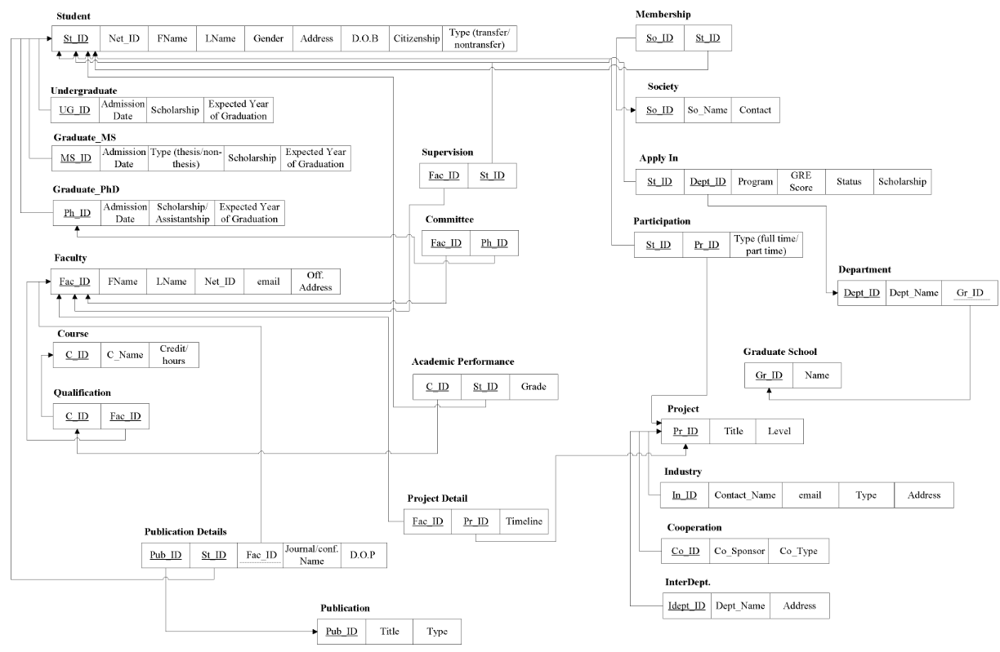 Student
St_ID Net_ID FName LName Gender Address D.O.B Citizenship Type (transfer/
nontransfer)
Membership
So_ID St_ID
Undergraduate
UG_ID Admission Date Scholarship Expected Year of Graduation
Society
So_ID So_Name Contact
Graduate_MS
MS_ID Admission Date Type (thesis/non-thesis) Scholarship Expected Year of Graduation
Supervision
Fac_ID St_ID
Apply In
St_ID Dept_ID Program GRE Score Status Scholarship
Graduate_PhD
Ph_ID Admission Date Scholarship/ Assistantship Expected Year of Graduation
Committee
Fac_ID Ph_ID
Participation
St_ID Pr_ID Type (full time/ part time)
Faculty
Fac_ID FName LName Net_ID email Off. Address
Department
Dept_ID Dept_Name Gr_ID
Course
C_ID C_Name Credit/ hours
Academic Performance
C_ID St_ID Grade
Graduate School
Gr_ID Name
Qualification
C_ID Fac_ID
Project
Pr_ID Title Level
Industry
In_ID Contact_Name email Type Address
Project Detail
Fac_ID Pr_ID Timeline
Cooperation
Co_ID Co_Sponsor Co_Type
Publication Details
Pub_ID St_ID Fac_ID Journal/conf. Name D.O.P
InterDept.
Idept_ID Dept_Name Address
Publication
Pub_ID Title Type